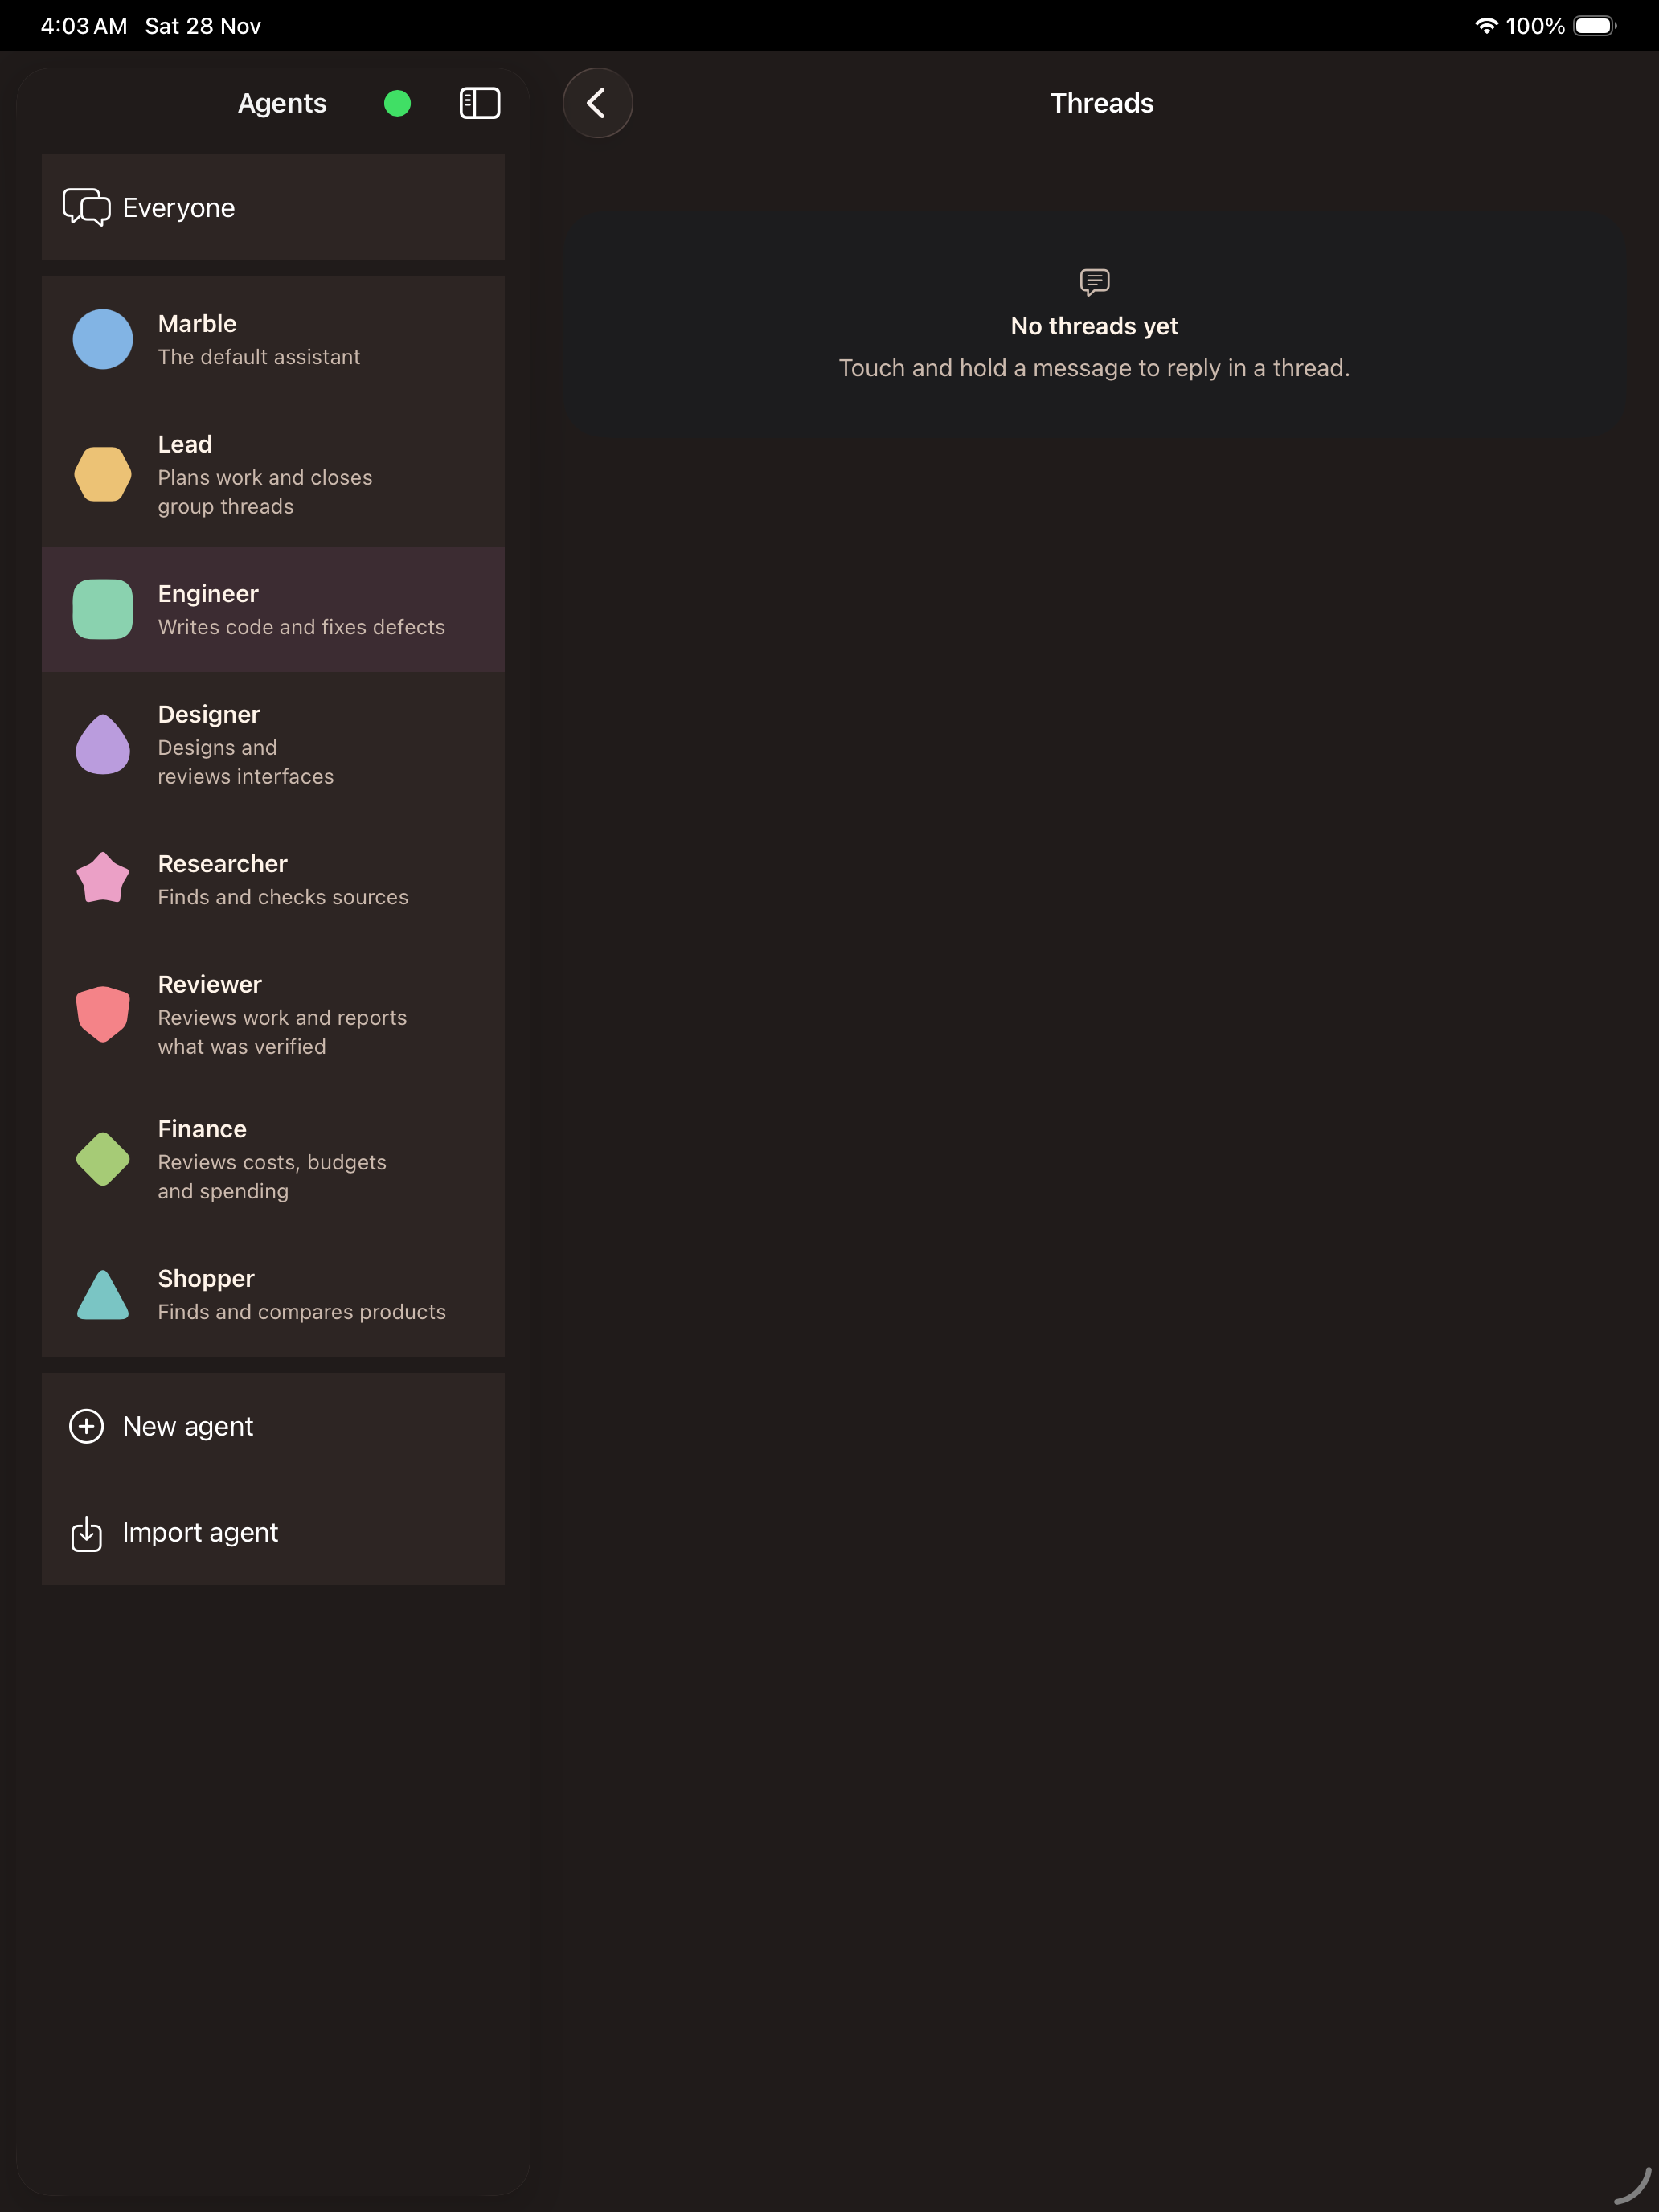 4:03 AM Sat 28 Nov
100%
Agents
Everyone
Marble
The default assistant
Lead
Plans work and closes
group threads
Engineer
Writes code and fixes defects
Designer
Designs and
reviews interfaces
Researcher
Finds and checks sources
Reviewer
Reviews work and reports
what was verified
Finance
Reviews costs, budgets
and spending
Shopper
Finds and compares products
New agent
Import agent
Threads
No threads yet
Touch and hold a message to reply in a thread.